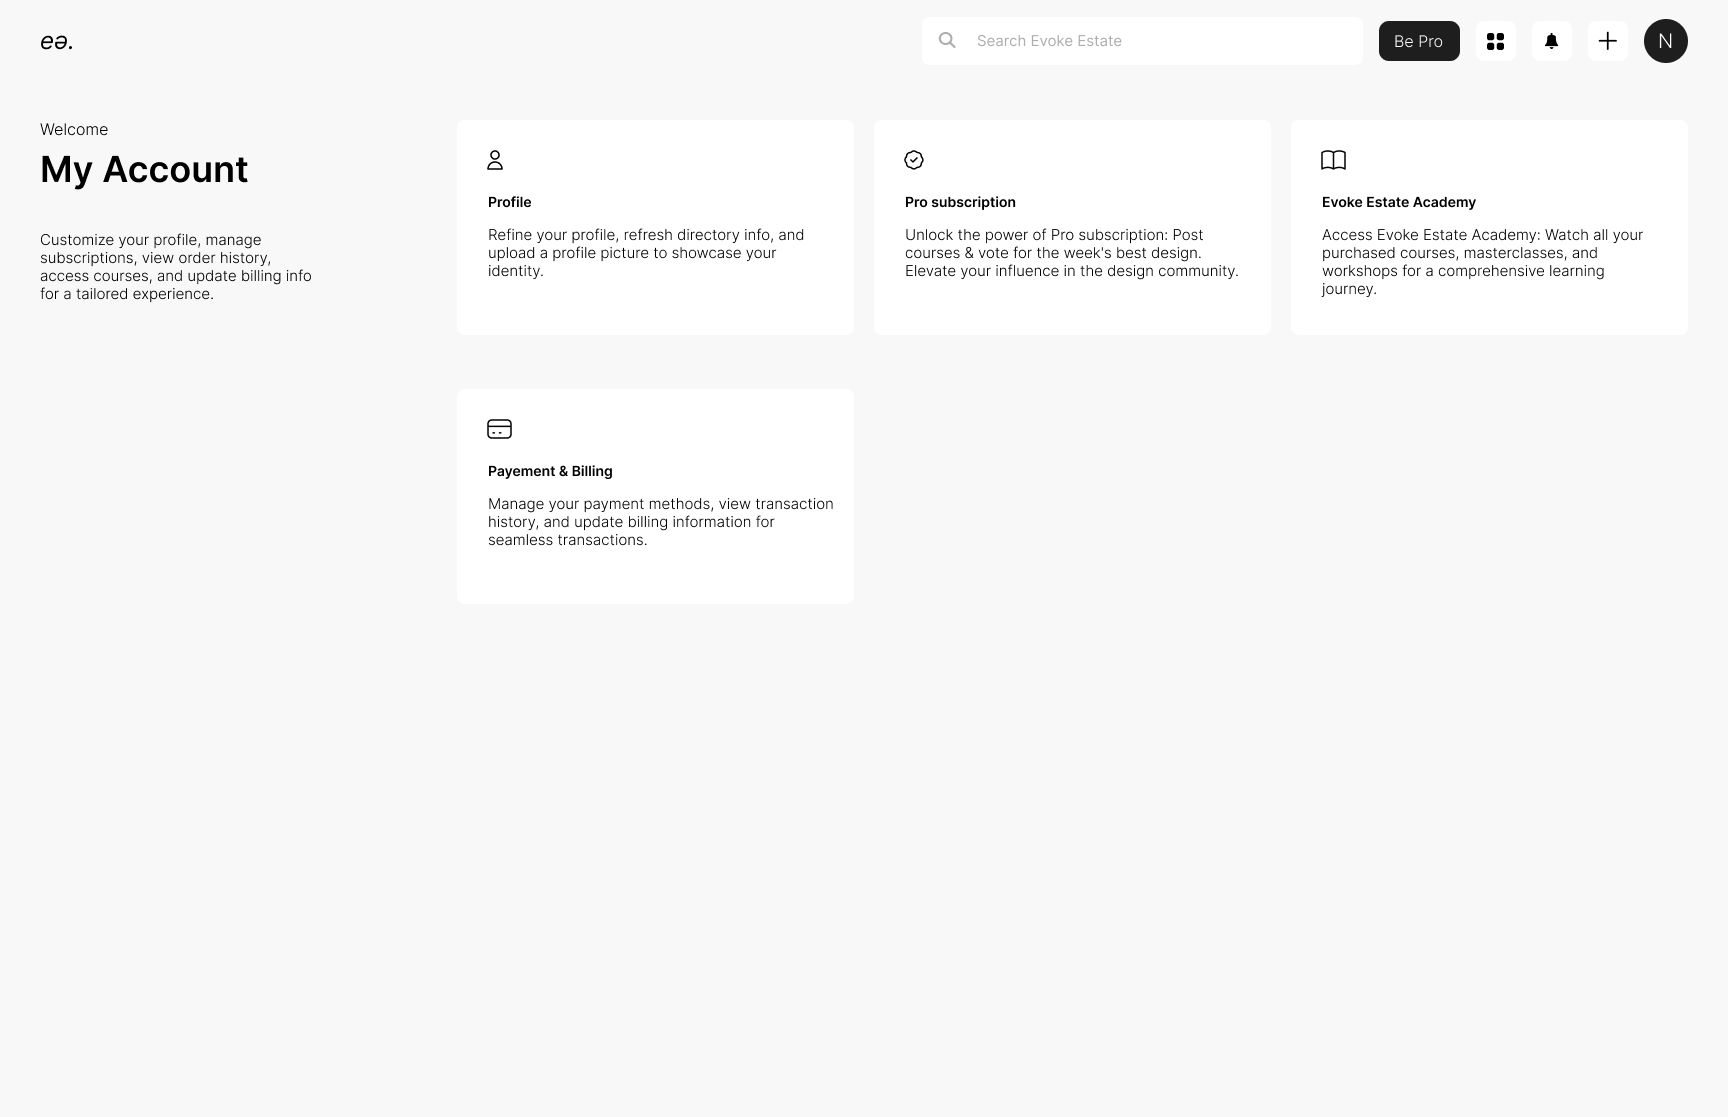 eə.
Search Evoke Estate
Be Pro
N
Welcome
My Account
Customize your profile, manage
subscriptions, view order history,
access courses, and update billing info
for a tailored experience.
Profile
Refine your profile, refresh directory info, and
upload a profile picture to showcase your
identity.
Pro subscription
Unlock the power of Pro subscription: Post
courses & vote for the week's best design.
Elevate your influence in the design community.
Evoke Estate Academy
Access Evoke Estate Academy: Watch all your
purchased courses, masterclasses, and
workshops for a comprehensive learning
journey.
Payement & Billing
Manage your payment methods, view transaction
history, and update billing information for
seamless transactions.